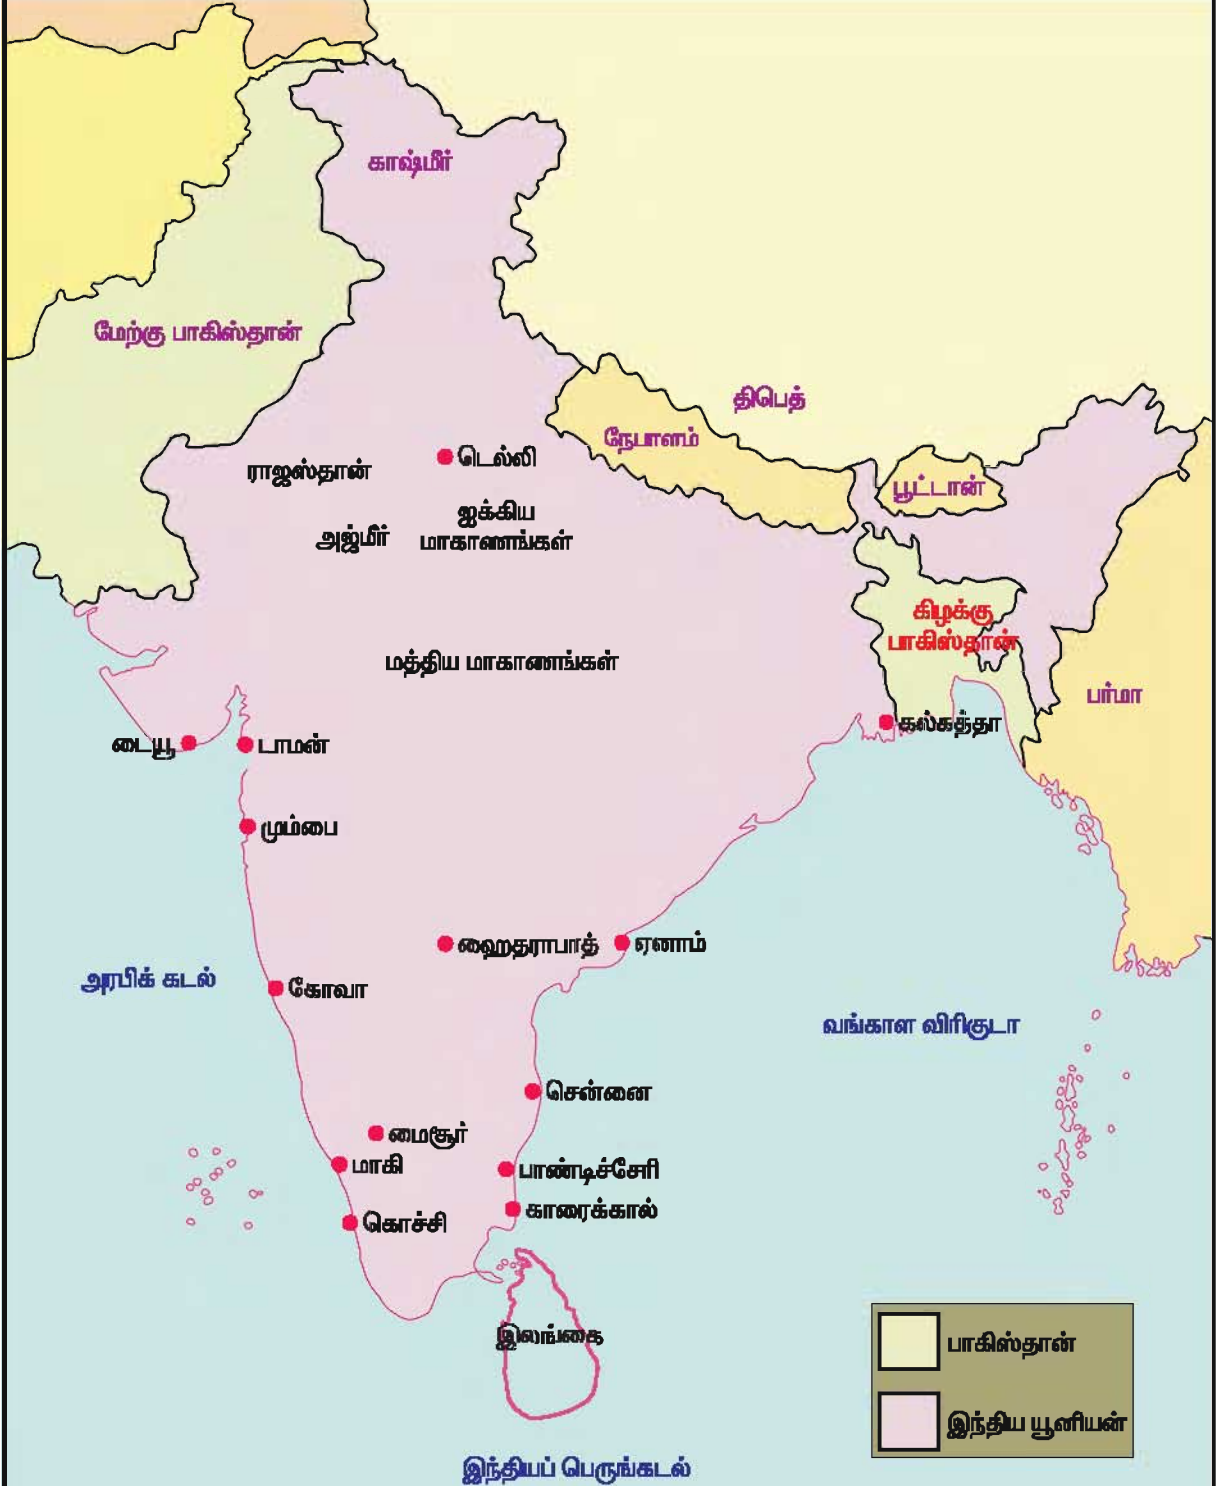 காஷ்மீர்
மேற்கு பாகிஸ்தான்
திபெத்
நேபாளம்
டெல்லி
ராஜஸ்தான்
பூட்டான்
ஐக்கிய
மாகாணங்கள்
அஜ்மீர்
கிழக்கு
பாகிஸ்தான்
மத்திய மாகாணங்கள்
பர்மா
கல்கத்தா
டையூ
டாமன்
மும்பை
ஹைதராபாத்
ஏனாம்
அரபிக் கடல்
கோவா
வங்காள விரிகுடா
சென்னை
மைசூர்
மாகி
பாண்டிச்சேரி
காரைக்கால்
கொச்சி
இலங்கை
பாகிஸ்தான்
இந்திய யூனியன்
இந்தியப் பெருங்கடல்